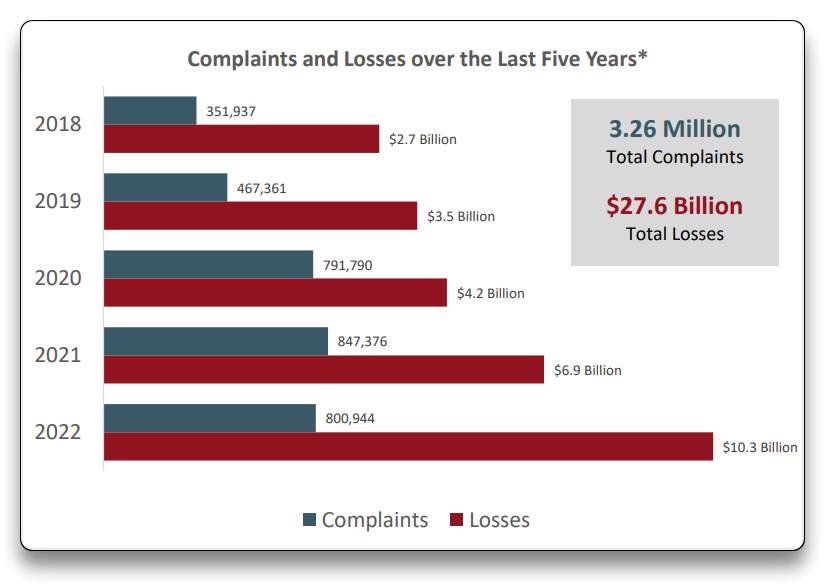 Complaints and Losses over the Last Five Years*
2018
351,937
$2.7 Billion
3.26 Million
Total Complaints
$27.6 Billion
Total Losses
2019
467,361
$3.5 Billion
2020
791,790
$4.2 Billion
2021
847,376
$6.9 Billion
2022
800,944
$10.3 Billion
Complaints Losses